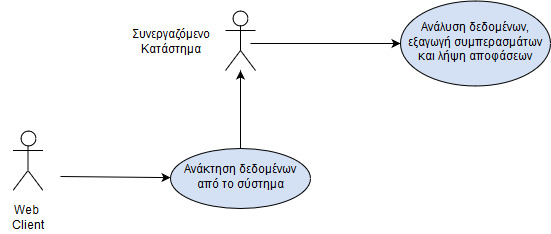 Συνεργαζόμενο
Κατάστημα
Ανάλυση δεδομένων,
εξαγωγή συμπερασμάτων
και λήψη αποφάσεων
Ανάκτηση δεδομένων
από το σύστημα
Web
Client